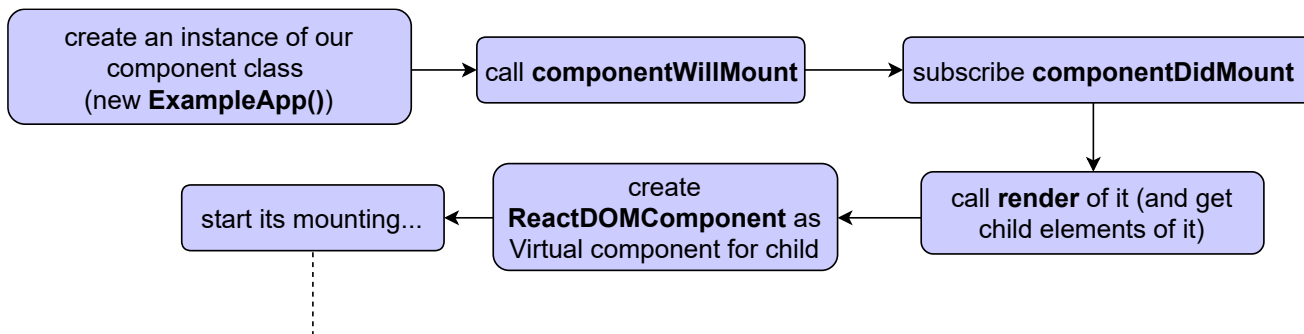 create an instance of our
component class
(new ExampleApp())
call componentWillMount
subscribe componentDidMount
call render of it (and get
child elements of it)
create
ReactDOMComponent as
Virtual component for child
start its mounting...